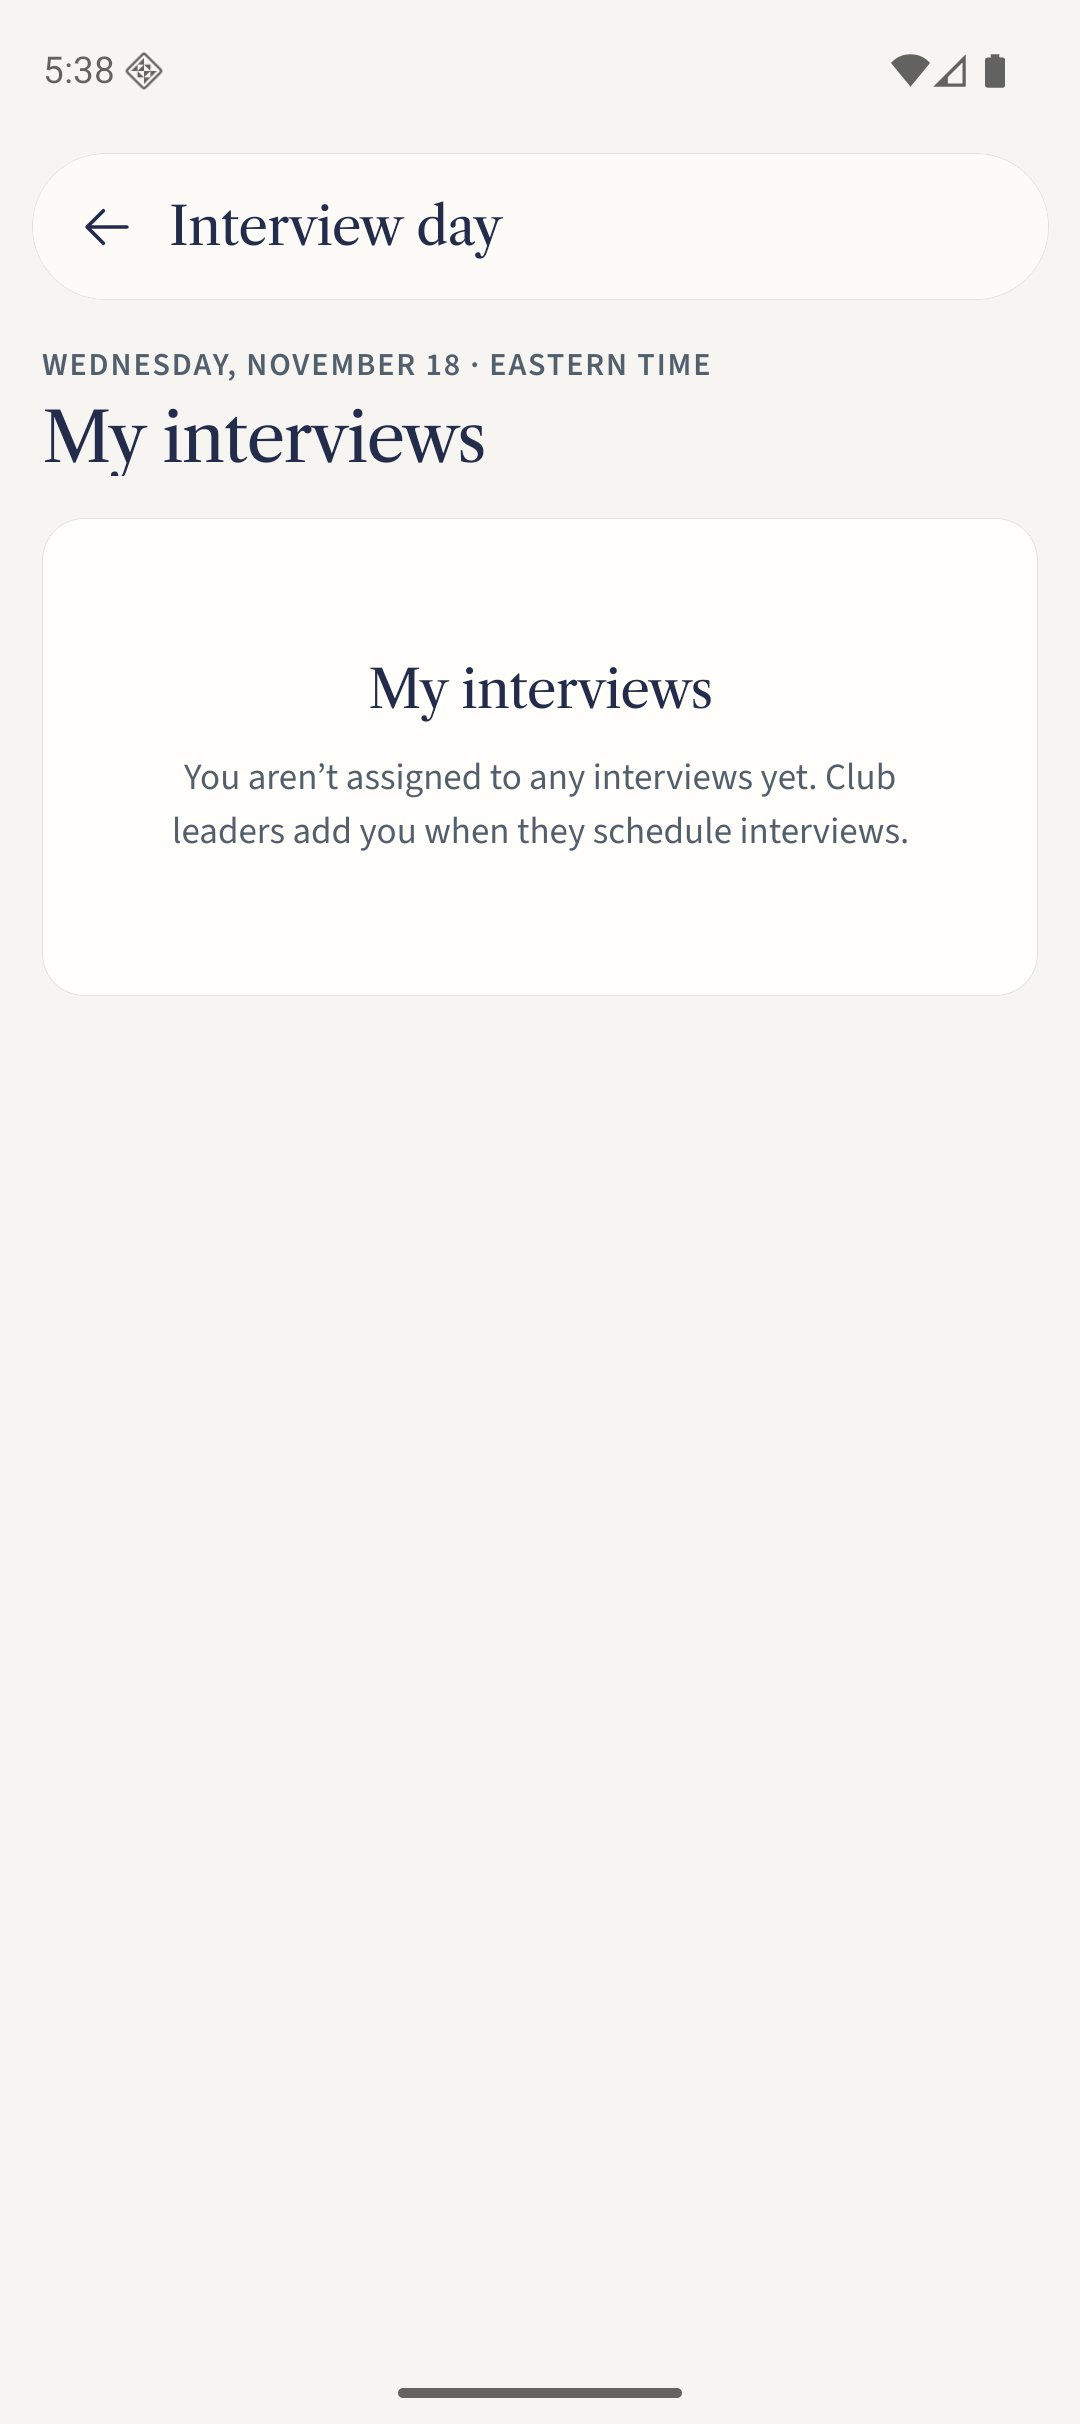 5:38
Interview day
WEDNESDAY, NOVEMBER 18 · EASTERN TIME
My interviews
My interviews
You aren’t assigned to any interviews yet. Club
leaders add you when they schedule interviews.